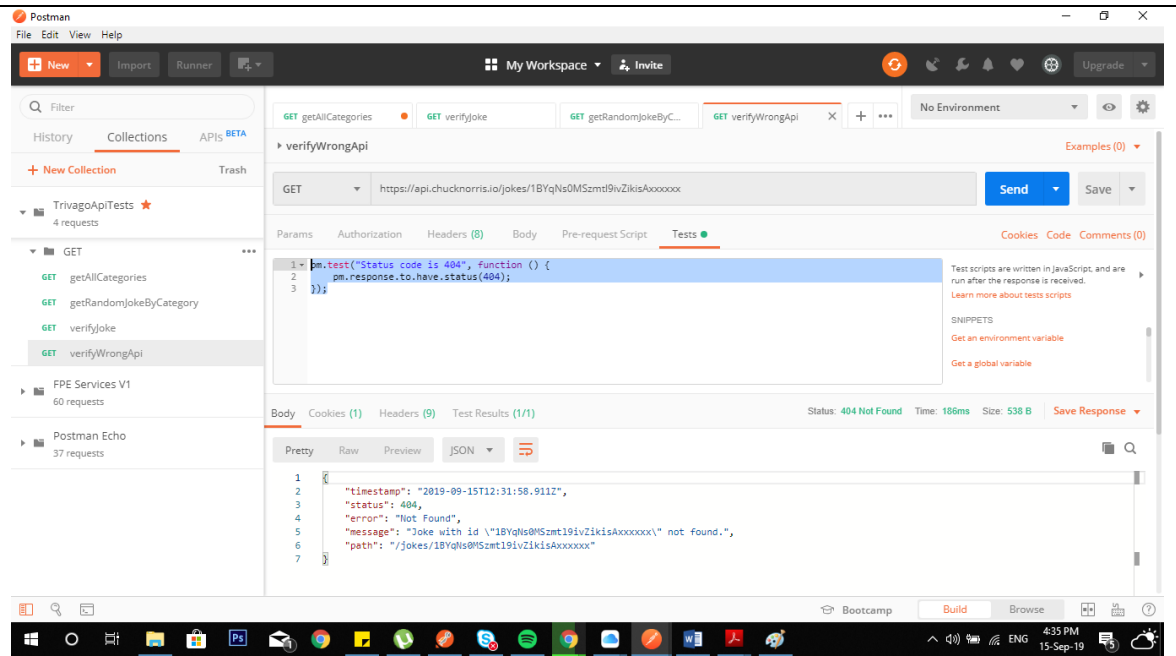 Postman
File Edit View Help
New Import Runner My Workspace Invite Upgrade
Filter
History Collections APIs BETA
+ New Collection Trash
TrivagoApiTests
4 requests
GET
GET getAllCategories
GET getRandomJokeByCategory
GET verifyJoke
GET verifyWrongApi
FPE Services V1
60 requests
Postman Echo
37 requests
GET getAllCategories GET verifyJoke GET getRandomJokeByC... GET verifyWrongApi No Environment
verifyWrongApi Examples (0)
GET https://api.chucknorris.io/jokes/1BYqNs0MSzmtl9ivZikisAxxxxxx Send Save
Params Authorization Headers (8) Body Pre-request Script Tests Cookies Code Comments (0)
1 pm.test("Status code is 404", function () {
2 pm.response.to.have.status(404);
3 });
Test scripts are written in JavaScript, and are
run after the response is received.
Learn more about tests scripts
SNIPPETS
Get an environment variable
Get a global variable
Body Cookies (1) Headers (9) Test Results (1/1) Status: 404 Not Found Time: 186ms Size: 538 B Save Response
Pretty Raw Preview JSON
1 {
2 "timestamp": "2019-09-15T12:31:58.911Z",
3 "status": 404,
4 "error": "Not Found",
5 "message": "Joke with id \"1BYqNs0MSzmtl9ivZikisAxxxxxx\" not found.",
6 "path": "/jokes/1BYqNs0MSzmtl9ivZikisAxxxxxx"
7 }
Bootcamp Build Browse
Ps ENG 4:35 PM
15-Sep-19 5